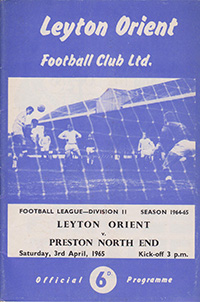 Leyton Orient
Football Club Ltd.
FOOTBALL LEAGUE—DIVISION 11 SEASON 1964-65
LEYTON ORIENT
v.
PRESTON NORTH END
Saturday, 3rd April, 1965 Kick-off 3 p.m.
Official 6D. Programme